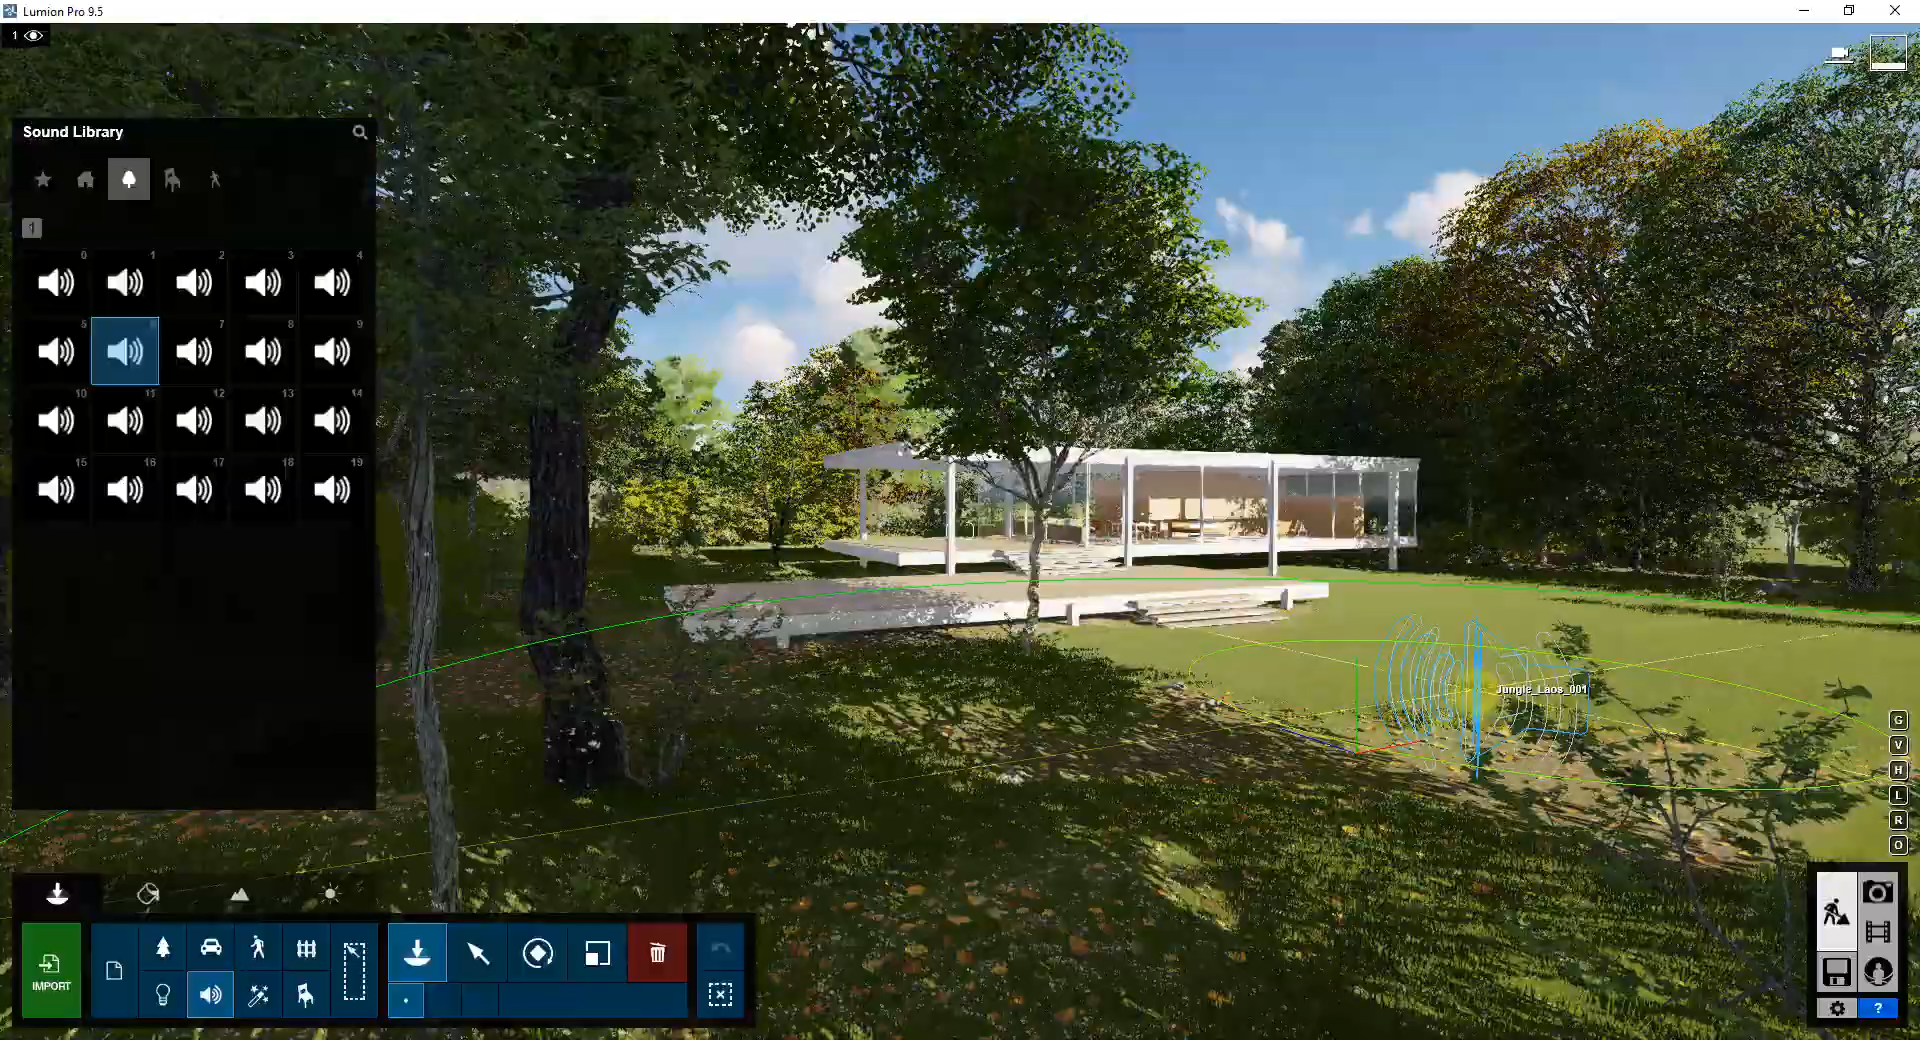 Lumion Pro 9.5
1
Sound Library
1
0 1 2 3 4
5 6 7 8 9
10 11 12 13 14
15 16 17 18 19
Jungle_Laos_001
G
V
H
L
R
O
IMPORT
?